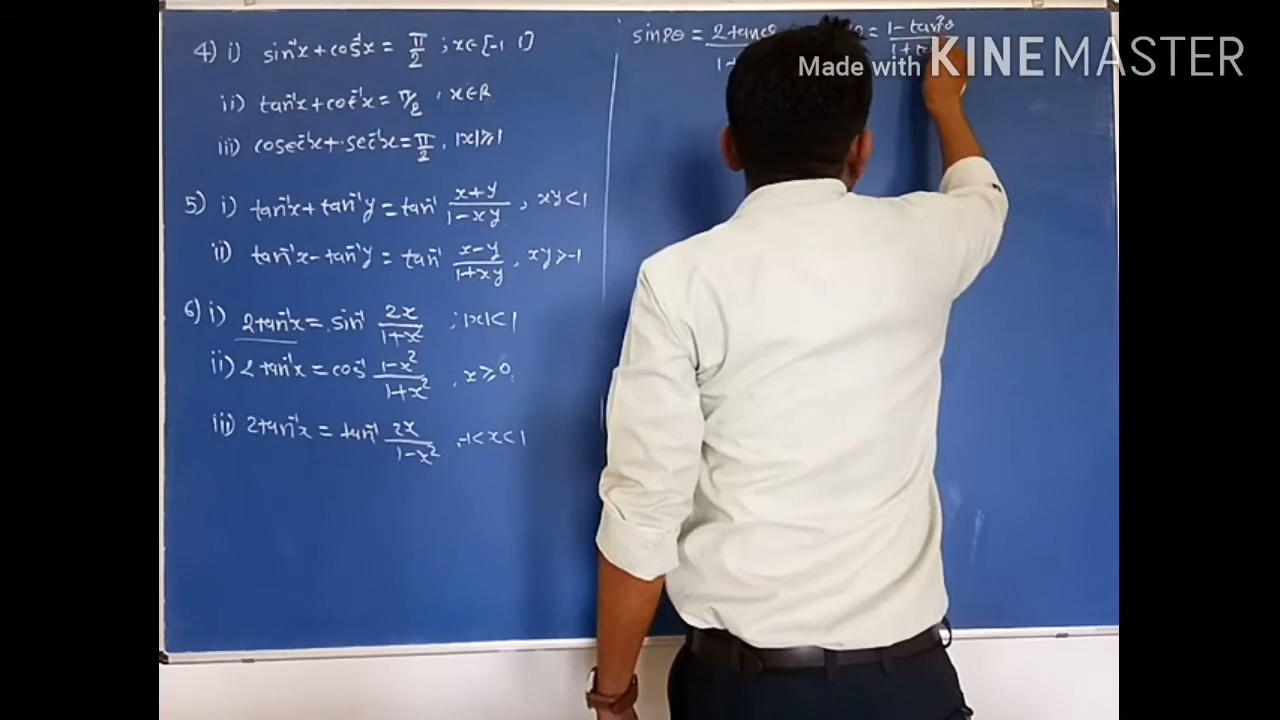 4) i) sin⁻¹x + cos⁻¹x = π/2 ; x∈[-1 1]
ii) tan⁻¹x + cot⁻¹x = π/2 , x∈R
iii) cosec⁻¹x + sec⁻¹x = π/2 , |x|≥1
5) i) tan⁻¹x + tan⁻¹y = tan⁻¹ (x+y)/(1-xy) , xy<1
ii) tan⁻¹x - tan⁻¹y = tan⁻¹ (x-y)/(1+xy) , xy>-1
6) i) 2tan⁻¹x = sin⁻¹ 2x/(1+x²) ; |x|<1
ii) 2tan⁻¹x = cos⁻¹ (1-x²)/(1+x²) , x≥0
iii) 2tan⁻¹x = tan⁻¹ 2x/(1-x²) , -1<x<1
sin2θ = 2tanθ
= 1-tan²θ
Made with KINEMASTER